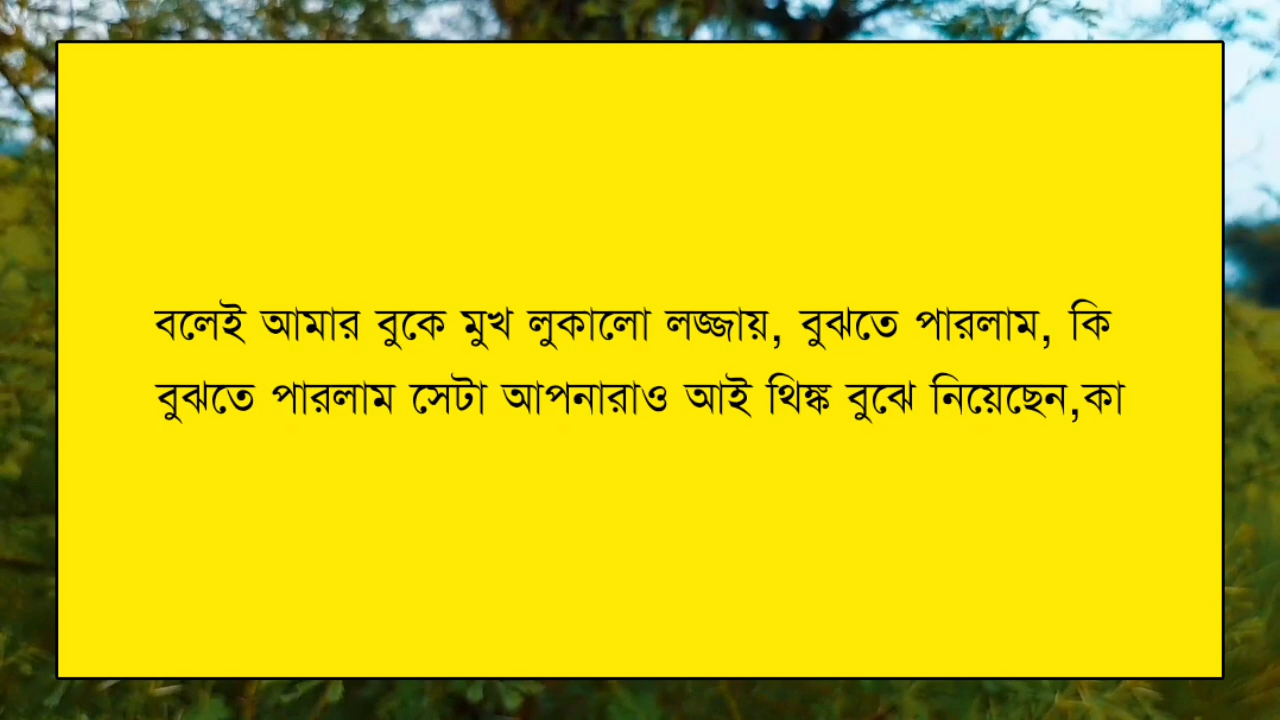 বলেই আমার বুকে মুখ লুকালো লজ্জায়, বুঝতে পারলাম, কি
বুঝতে পারলাম সেটা আপনারাও আই থিঙ্ক বুঝে নিয়েছেন,কা